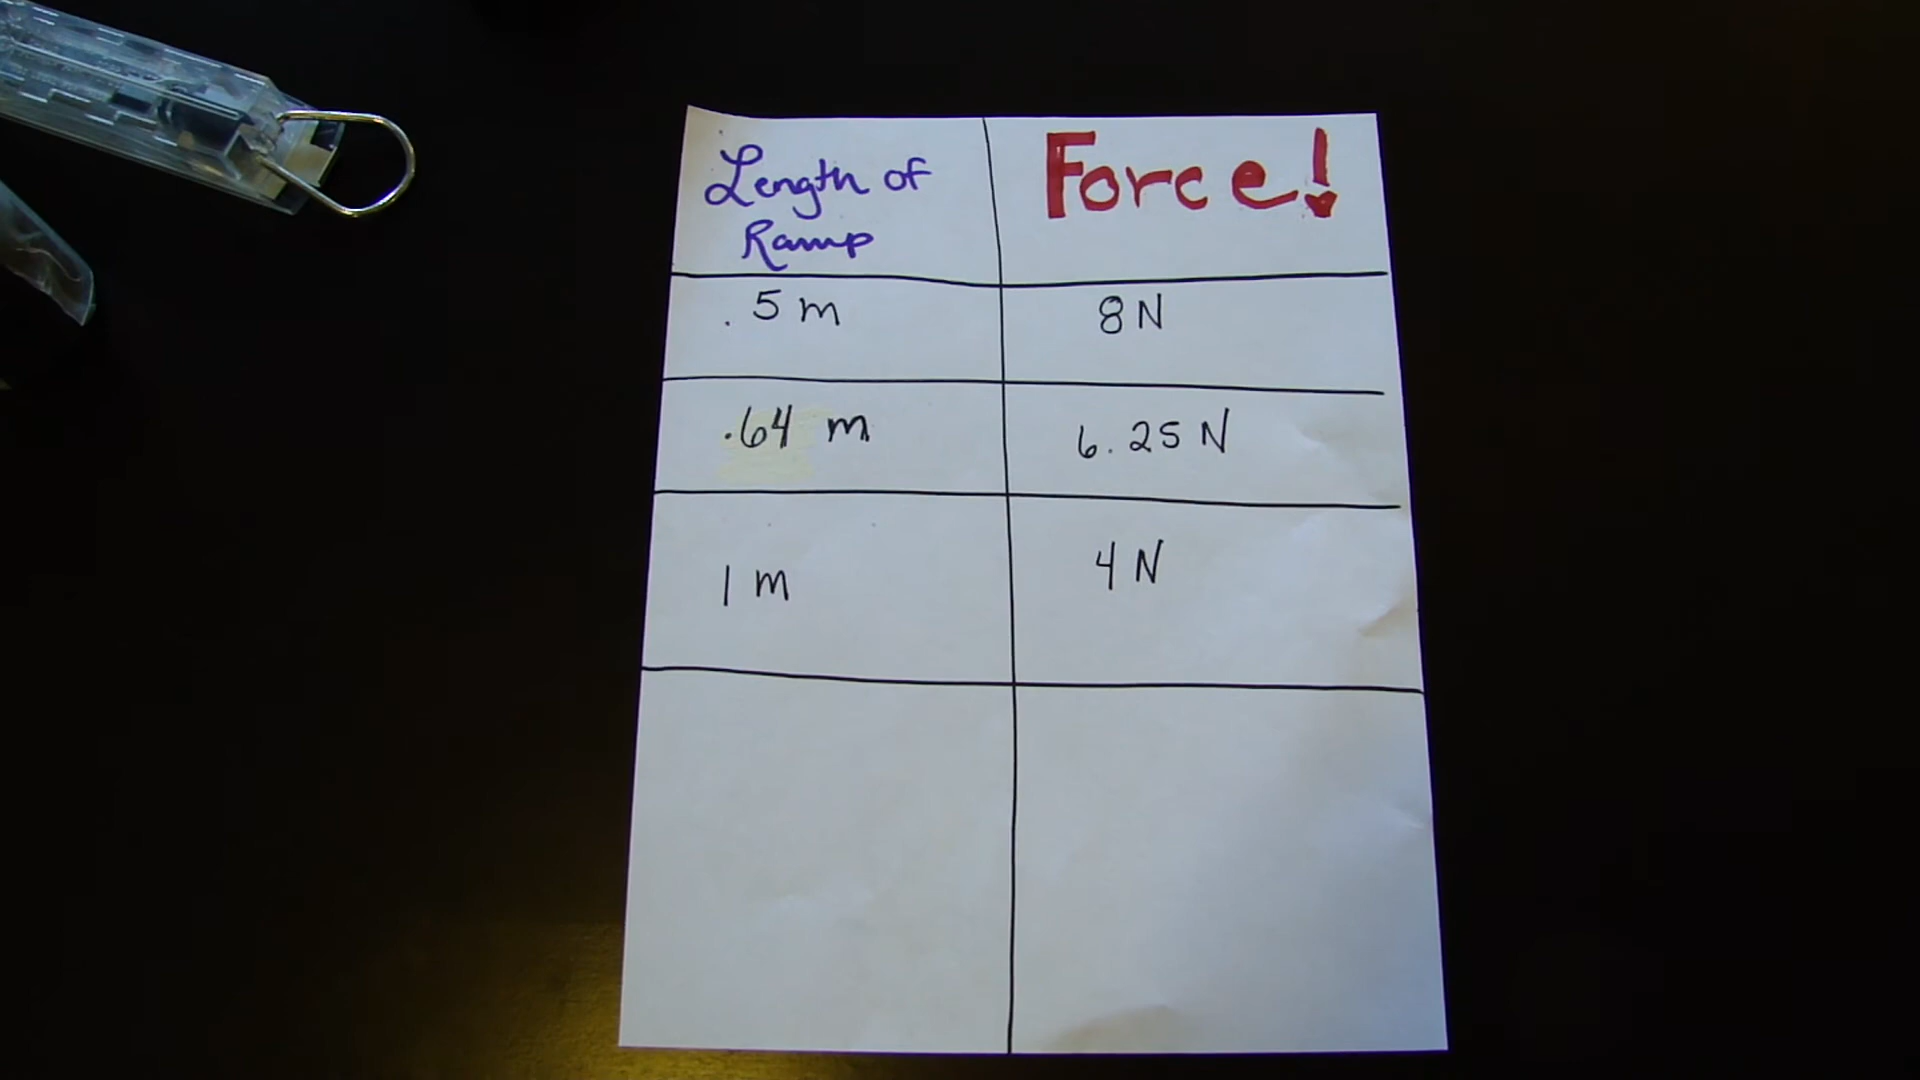 Length of
Ramp
Force!
.5 m
8 N
.64 m
6.25 N
1 m
4 N